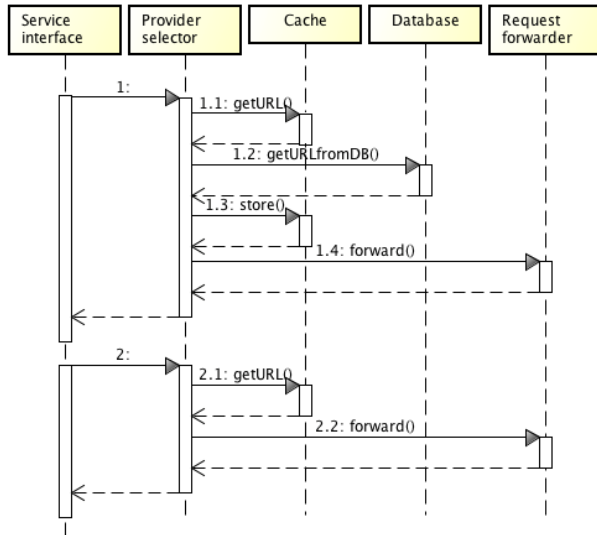 Service
interface
Provider
selector
Cache
Database
Request
forwarder
1:
1.1: getURL()
1.2: getURLfromDB()
1.3: store()
1.4: forward()
2:
2.1: getURL()
2.2: forward()